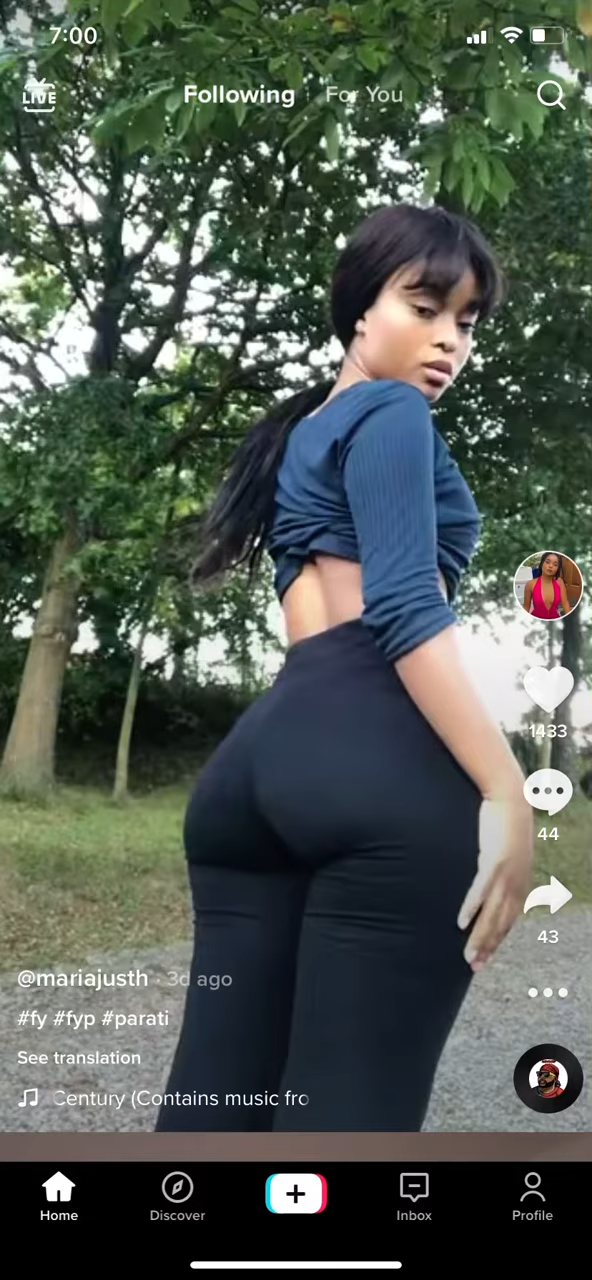 7:00
LIVE
Following
For You
1433
44
43
@mariajusth · 3d ago
#fy #fyp #parati
See translation
Century (Contains music fro
Home
Discover
Inbox
Profile